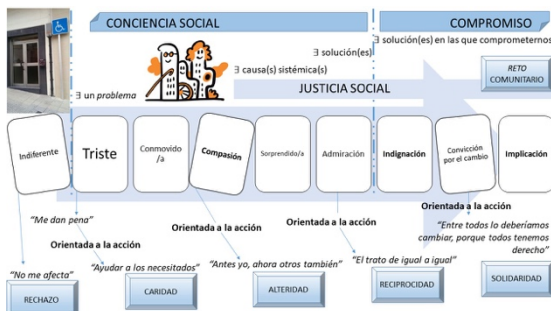 CONCIENCIA SOCIAL
COMPROMISO
∃ solución(es)
∃ solución(es) en las que comprometernos
∃ causa(s) sistémica(s)
RETO
COMUNITARIO
∃ un problema
JUSTICIA SOCIAL
Indiferente
Triste
Conmovido
/a
Compasión
Sorprendido/a
Admiración
Indignación
Convicción
por el cambio
Implicación
"Me dan pena"
Orientada a la acción
Orientada a la acción
Orientada a la acción
Orientada a la acción
"Entre todos lo deberíamos
cambiar, porque todos tenemos
derecho"
"No me afecta"
"Ayudar a los necesitados"
"Antes yo, ahora otros también"
"El trato de igual a igual"
RECHAZO
CARIDAD
ALTERIDAD
RECIPROCIDAD
SOLIDARIDAD